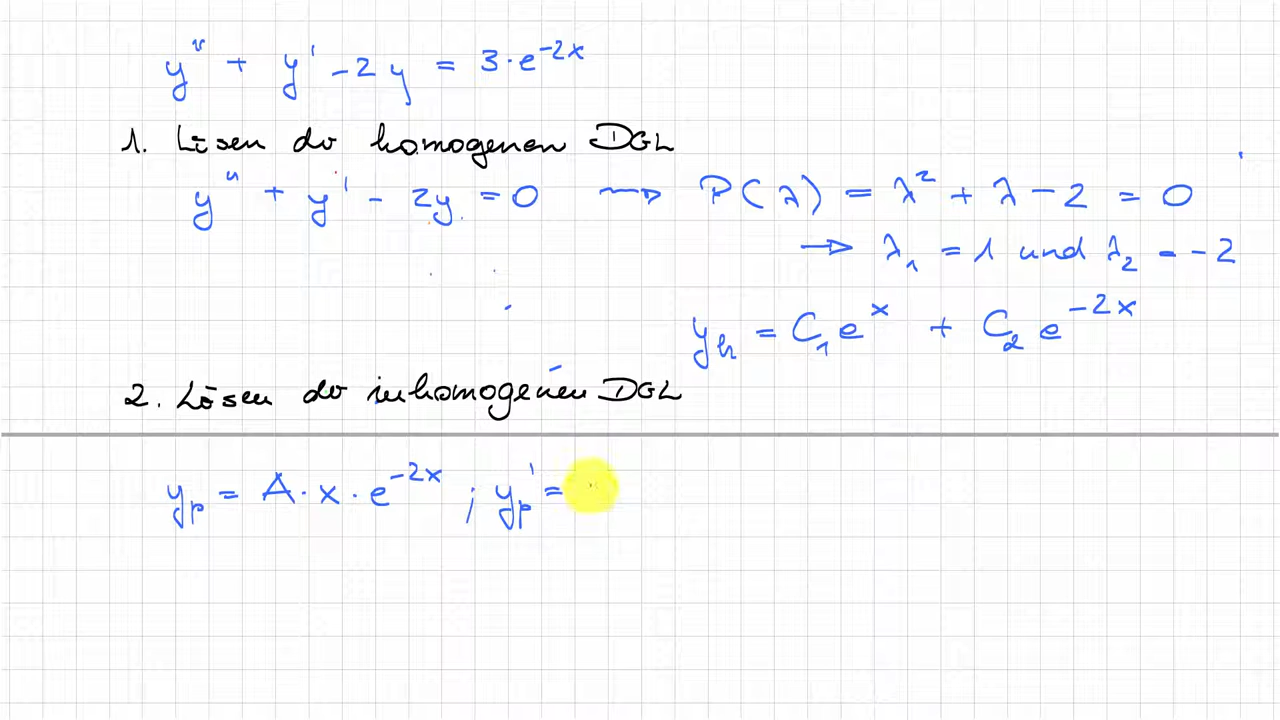 y'' + y' - 2y = 3 · e^{-2x}
1. Lösen der homogenen DGL
y'' + y' - 2y = 0 ⟿ P(λ) = λ² + λ - 2 = 0
→ λ₁ = 1 und λ₂ = -2
y_h = C₁e^x + C₂e^{-2x}
2. Lösen der inhomogenen DGL
y_p = A · x · e^{-2x} ; y_p' =